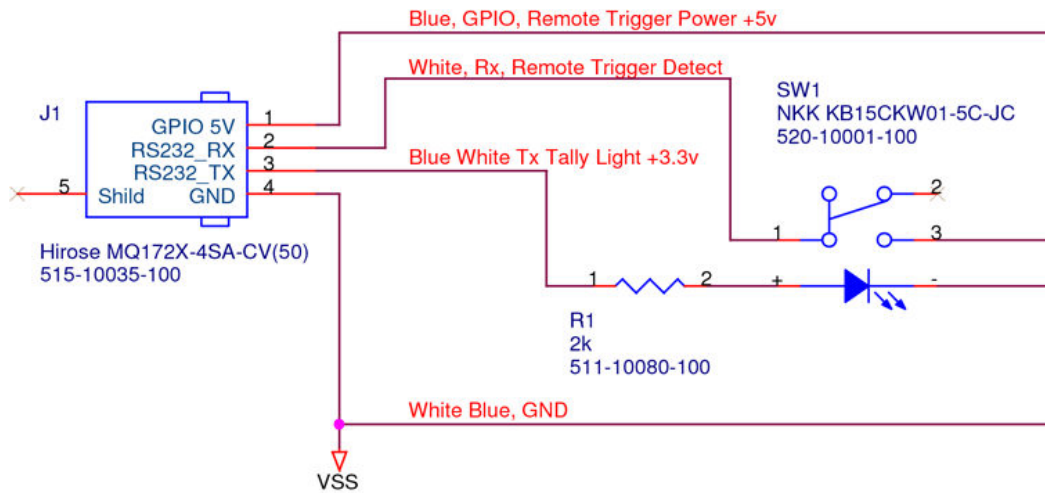 Blue, GPIO, Remote Trigger Power +5v
White, Rx, Remote Trigger Detect
J1
GPIO 5V 1
RS232_RX 2
RS232_TX 3
5 Shild GND 4
Blue White Tx Tally Light +3.3v
Hirose MQ172X-4SA-CV(50)
515-10035-100
SW1
NKK KB15CKW01-5C-JC
520-10001-100
2
1 3
1 2 + -
R1
2k
511-10080-100
White Blue, GND
VSS